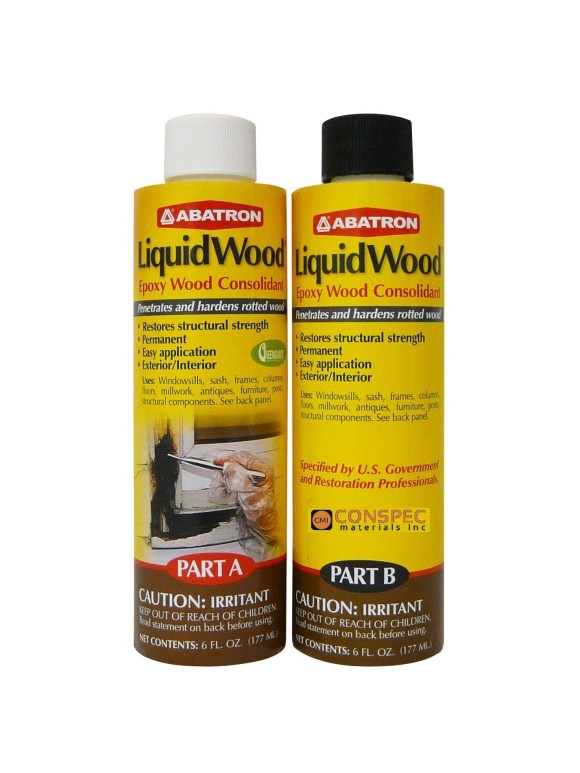 ABATRON
LiquidWood
Epoxy Wood Consolidant
Penetrates and hardens rotted wood
• Restores structural strength
• Permanent
• Easy application
• Exterior/Interior
GREENGUARD
Uses: Windowsills, sash, frames, columns,
floors, millwork, antiques, furniture, posts,
structural components. See back panel.
PART A
CAUTION: IRRITANT
KEEP OUT OF REACH OF CHILDREN.
Read statement on back before using.
NET CONTENTS: 6 FL. OZ. (177 ML.)
ABATRON
LiquidWood
Epoxy Wood Consolidant
Penetrates and hardens rotted wood
• Restores structural strength
• Permanent
• Easy application
• Exterior/Interior
Uses: Windowsills, sash, frames, columns,
floors, millwork, antiques, furniture, posts,
structural components. See back panel.
Specified by U.S. Government
and Restoration Professionals.
CMI CONSPEC
materials inc
PART B
CAUTION: IRRITANT
KEEP OUT OF REACH OF CHILDREN.
Read statement on back before using.
NET CONTENTS: 6 FL. OZ. (177 ML.)